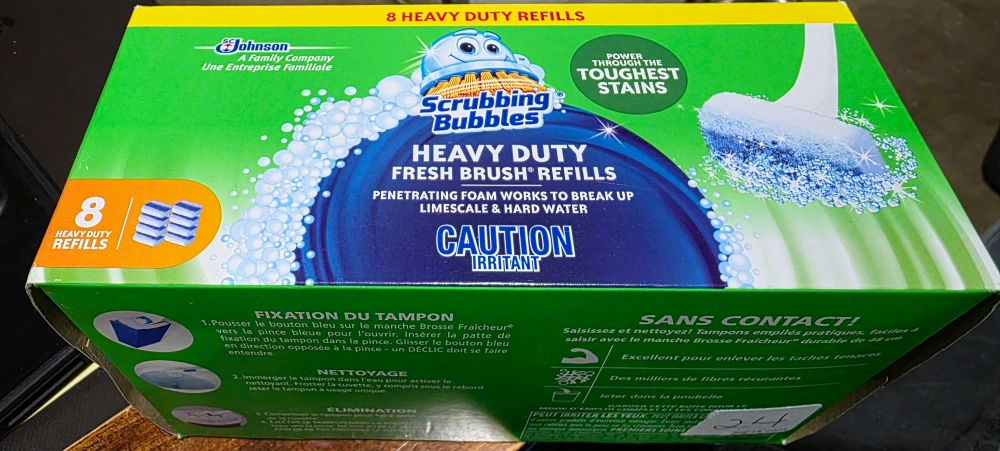 8 HEAVY DUTY REFILLS
SC Johnson
A Family Company
Une Entreprise Familiale
POWER
THROUGH THE
TOUGHEST
STAINS
Scrubbing®
Bubbles™
HEAVY DUTY
FRESH BRUSH® REFILLS
PENETRATING FOAM WORKS TO BREAK UP
LIMESCALE & HARD WATER
CAUTION
IRRITANT
8
HEAVY DUTY
REFILLS
FIXATION DU TAMPON
1. Pousser le bouton bleu sur le manche Brosse Fraîcheur®
vers la pince bleue pour l'ouvrir. Insérer la patte de
fixation du tampon dans la pince. Glisser le bouton bleu
en direction opposée à la pince - un DÉCLIC doit se faire
entendre.
NETTOYAGE
2. Immerger le tampon dans l'eau pour activer le
nettoyant. Frotter la cuvette, y compris sous le rebord.
Jeter le tampon à usage unique.
ÉLIMINATION
SANS CONTACT!
Saisissez et nettoyez! Tampons empilés pratiques, faciles à
saisir avec le manche Brosse Fraîcheur® durable de 48 cm
Excellent pour enlever les taches tenaces
Des milliers de fibres récurantes
Jeter dans la poubelle
PEUT IRRITER LES YEUX.
PREMIERS SOINS
24